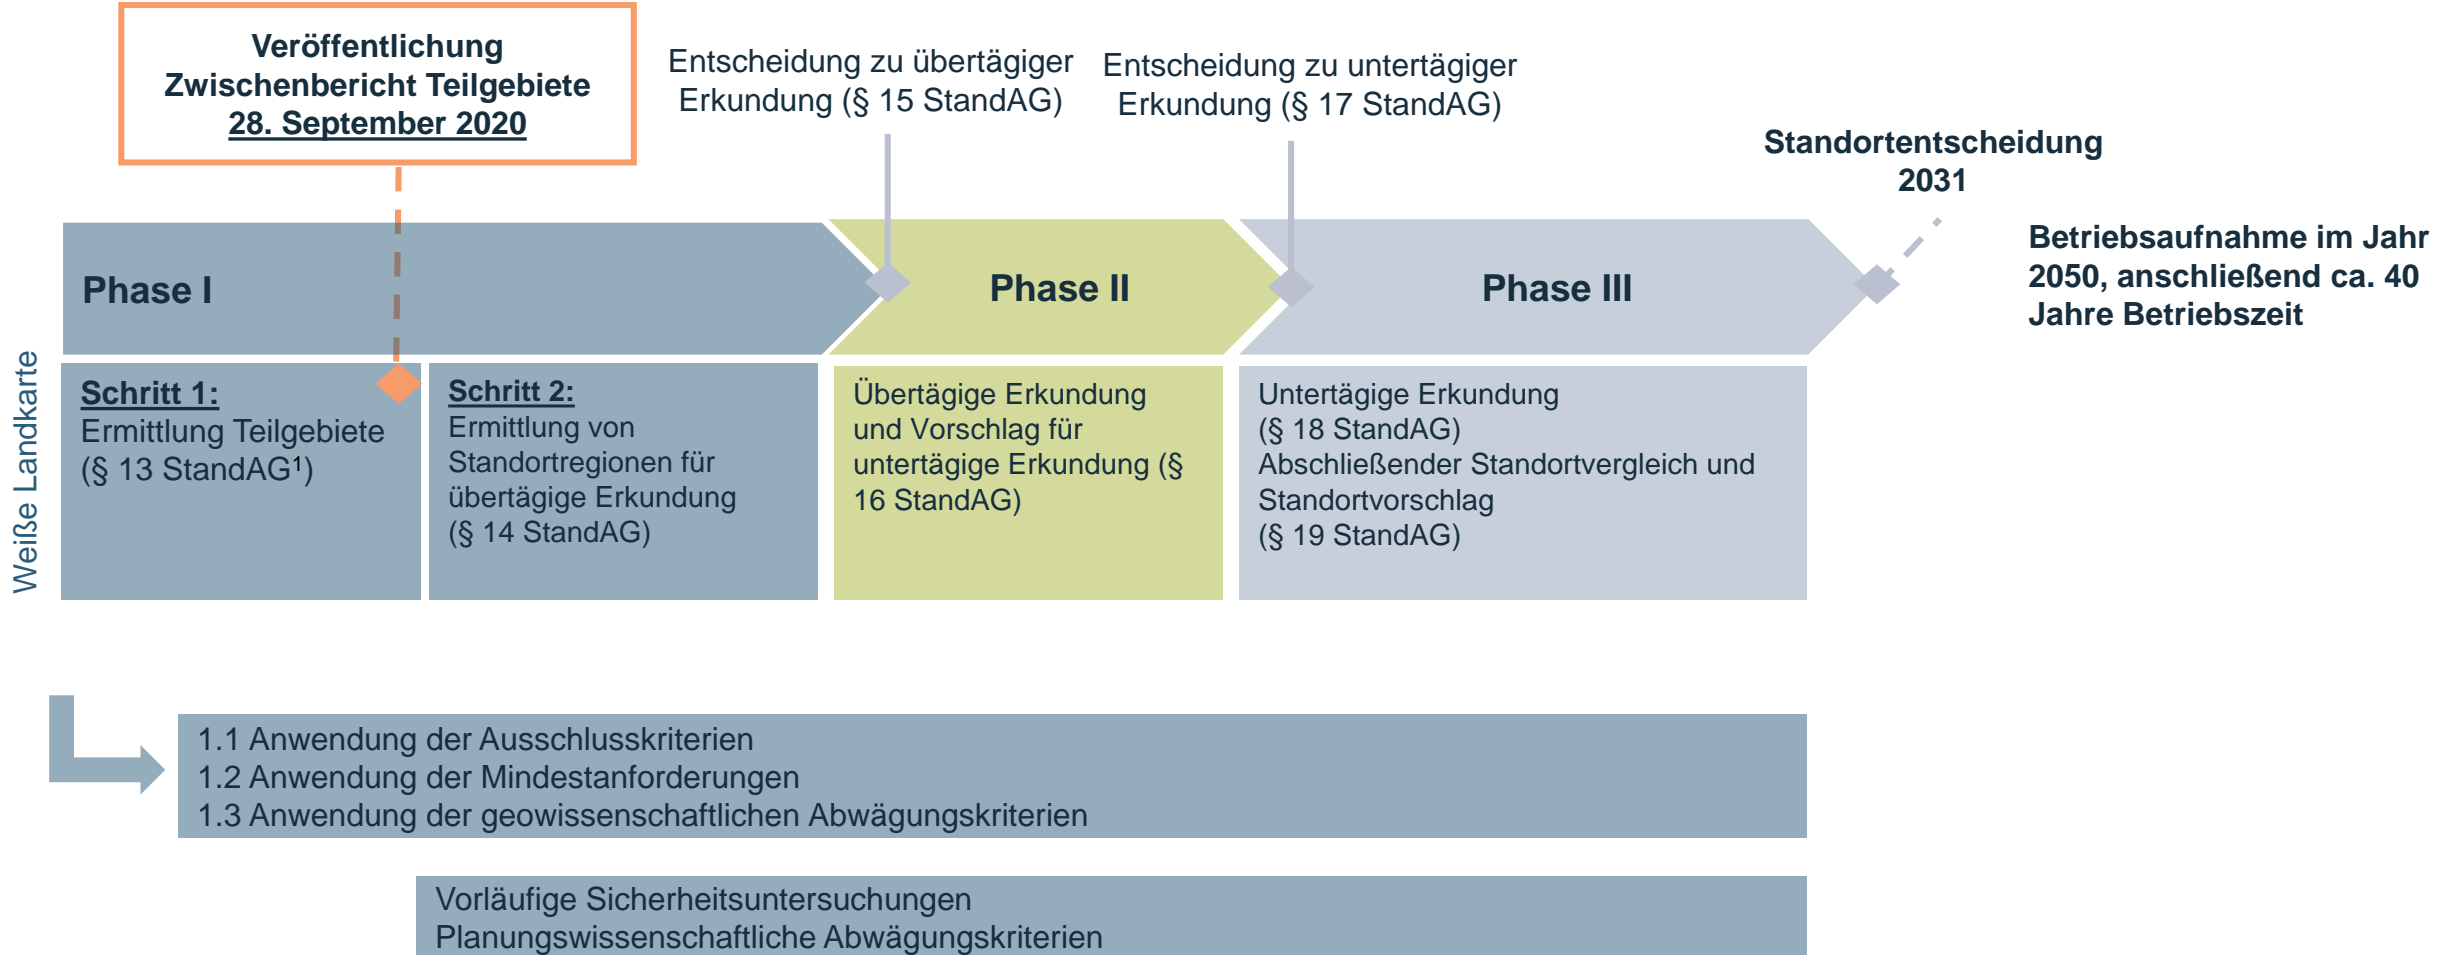 Veröffentlichung
Zwischenbericht Teilgebiete
28. September 2020
Entscheidung zu übertägiger
Erkundung (§ 15 StandAG)
Entscheidung zu untertägiger
Erkundung (§ 17 StandAG)
Standortentscheidung
2031
Betriebsaufnahme im Jahr
2050, anschließend ca. 40
Jahre Betriebszeit
Phase I
Phase II
Phase III
Weiße Landkarte
Schritt 1:
Ermittlung Teilgebiete
(§ 13 StandAG¹)
Schritt 2:
Ermittlung von
Standortregionen für
übertägige Erkundung
(§ 14 StandAG)
Übertägige Erkundung
und Vorschlag für
untertägige Erkundung (§
16 StandAG)
Untertägige Erkundung
(§ 18 StandAG)
Abschließender Standortvergleich und
Standortvorschlag
(§ 19 StandAG)
1.1 Anwendung der Ausschlusskriterien
1.2 Anwendung der Mindestanforderungen
1.3 Anwendung der geowissenschaftlichen Abwägungskriterien
Vorläufige Sicherheitsuntersuchungen
Planungswissenschaftliche Abwägungskriterien